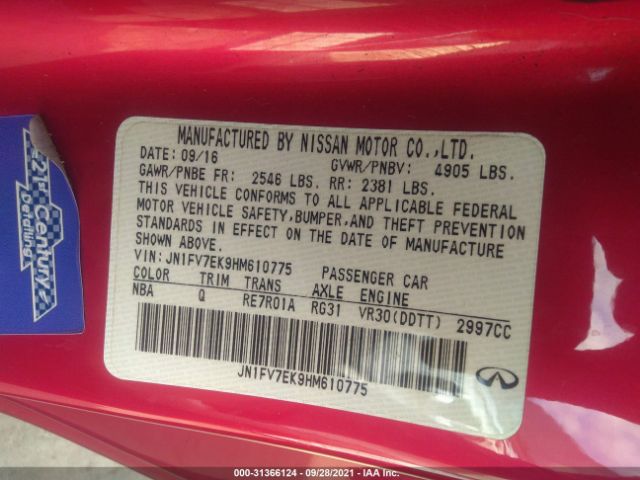 MANUFACTURED BY NISSAN MOTOR CO.,LTD.
DATE: 09/16 GVWR/PNBV: 4905 LBS.
GAWR/PNBE FR: 2546 LBS. RR: 2381 LBS.
THIS VEHICLE CONFORMS TO ALL APPLICABLE FEDERAL
MOTOR VEHICLE SAFETY, BUMPER, AND THEFT PREVENTION
STANDARDS IN EFFECT ON THE DATE OF MANUFACTURE
SHOWN ABOVE.
VIN: JN1FV7EK9HM610775 PASSENGER CAR
COLOR TRIM TRANS AXLE ENGINE
NBA Q RE7R01A RG31 VR30(DDTT) 2997CC
JN1FV7EK9HM610775
21st Century
Detailing
000-31366124 | 09/28/2021 | IAA Inc.